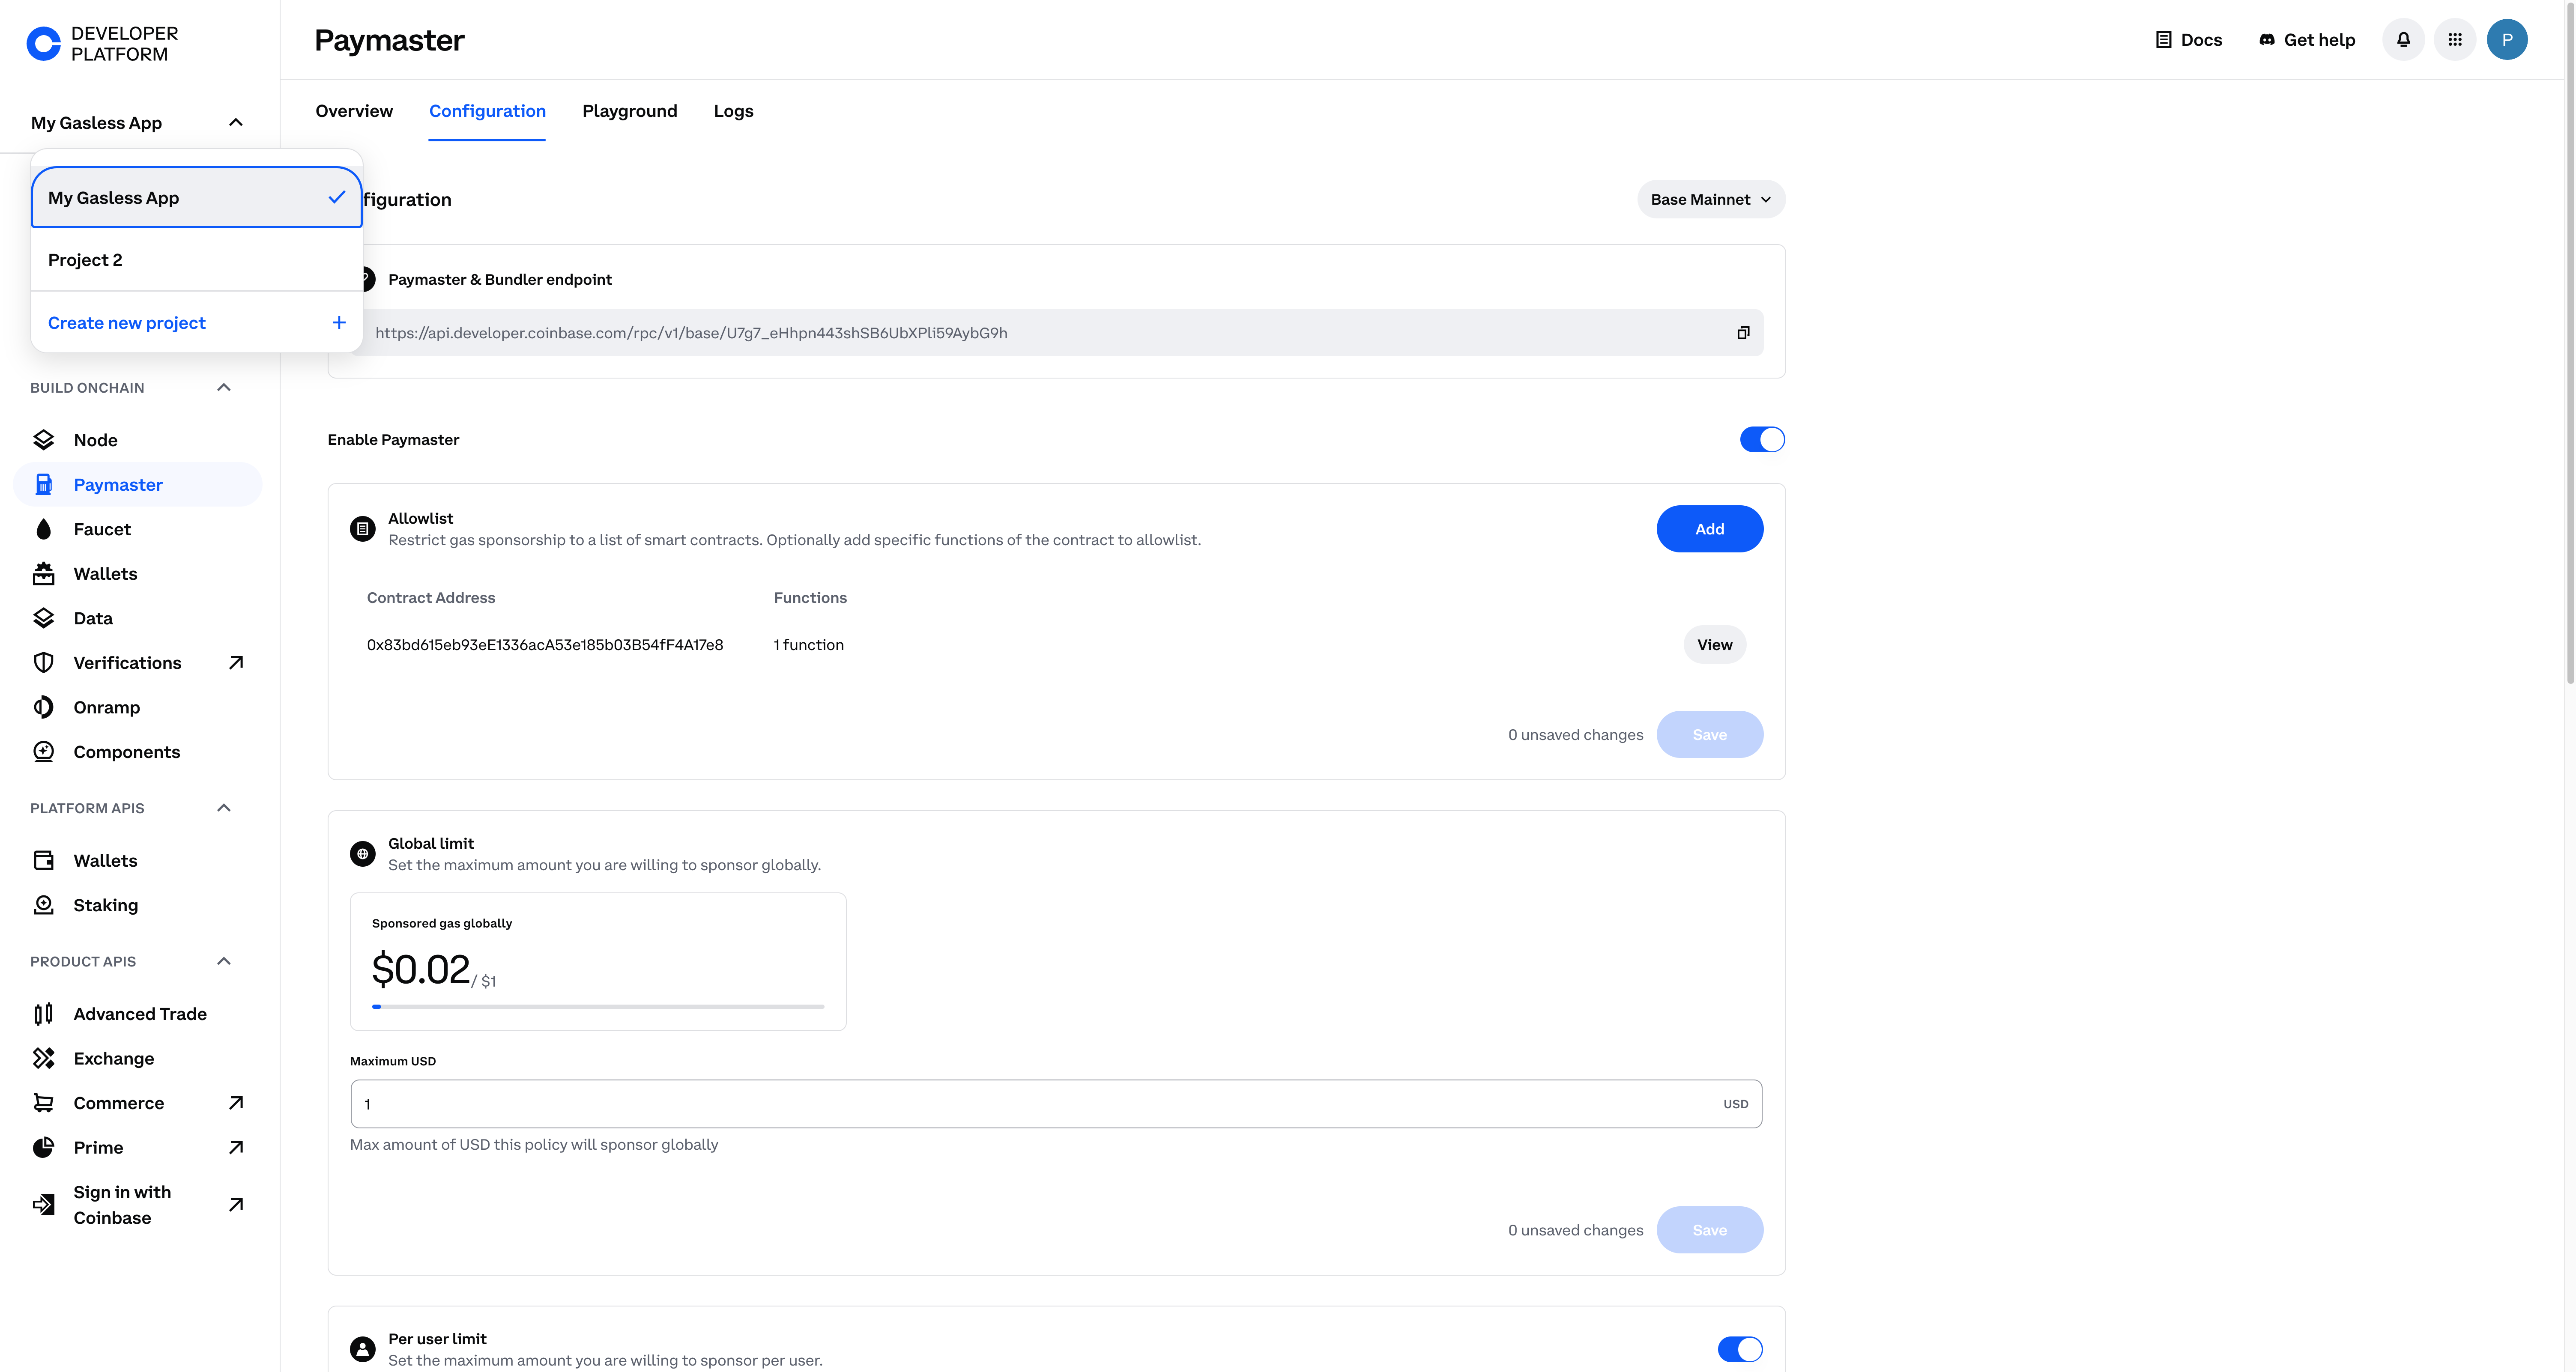 DEVELOPER
PLATFORM
Paymaster
Docs
Get help
P
My Gasless App
Overview
Configuration
Playground
Logs
My Gasless App
Project 2
Create new project
figuration
Base Mainnet
Paymaster & Bundler endpoint
https://api.developer.coinbase.com/rpc/v1/base/U7g7_eHhpn443shSB6UbXPli59AybG9h
BUILD ONCHAIN
Node
Paymaster
Faucet
Wallets
Data
Verifications
Onramp
Components
PLATFORM APIS
Wallets
Staking
PRODUCT APIS
Advanced Trade
Exchange
Commerce
Prime
Sign in with
Coinbase
Enable Paymaster
Allowlist
Restrict gas sponsorship to a list of smart contracts. Optionally add specific functions of the contract to allowlist.
Add
Contract Address
Functions
0x83bd615eb93eE1336acA53e185b03B54fF4A17e8
1 function
View
0 unsaved changes
Save
Global limit
Set the maximum amount you are willing to sponsor globally.
Sponsored gas globally
$0.02 / $1
Maximum USD
1
USD
Max amount of USD this policy will sponsor globally
0 unsaved changes
Save
Per user limit
Set the maximum amount you are willing to sponsor per user.